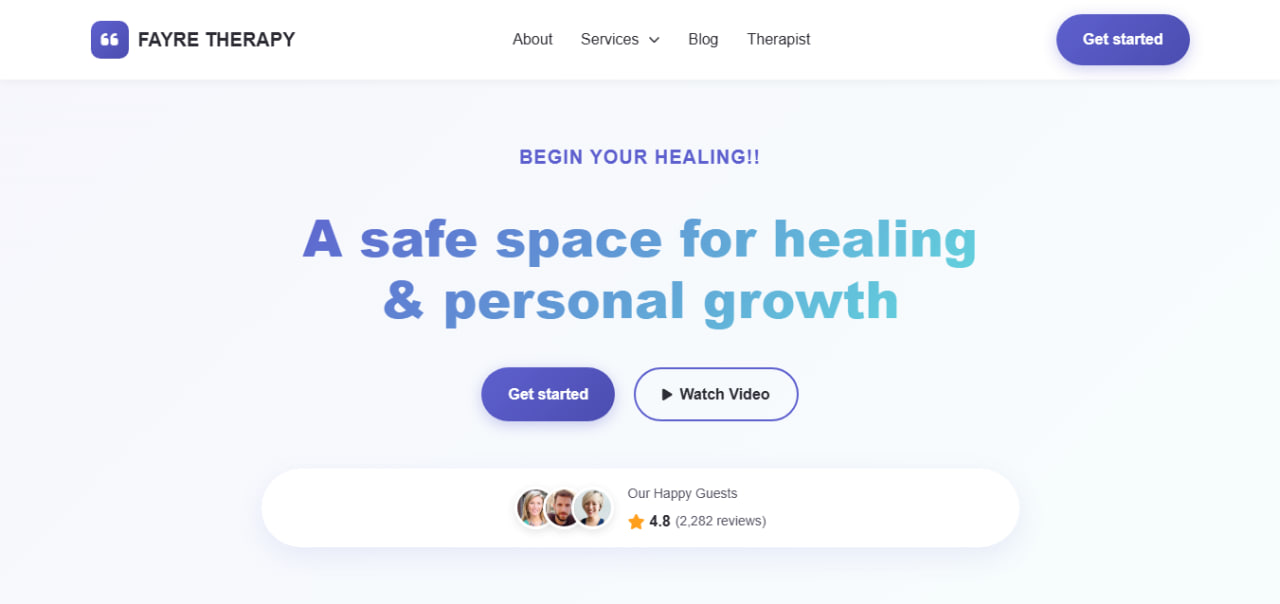 FAYRE THERAPY
About
Services
Blog
Therapist
Get started
BEGIN YOUR HEALING!!
A safe space for healing
& personal growth
Get started
Watch Video
Our Happy Guests
4.8 (2,282 reviews)